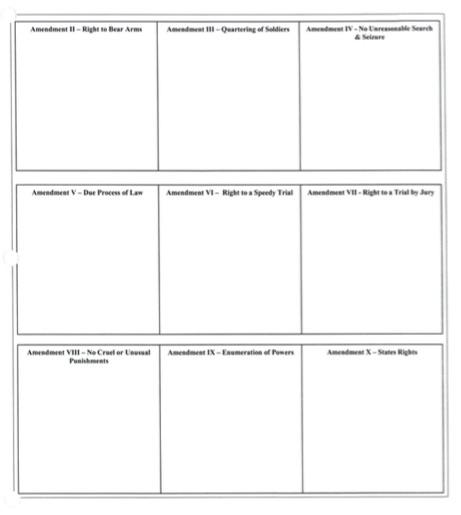 Amendment II – Right to Bear Arms
Amendment III – Quartering of Soldiers
Amendment IV – No Unreasonable Search
& Seizure
Amendment V – Due Process of Law
Amendment VI – Right to a Speedy Trial
Amendment VII - Right to a Trial by Jury
Amendment VIII – No Cruel or Unusual
Punishments
Amendment IX – Enumeration of Powers
Amendment X – States Rights